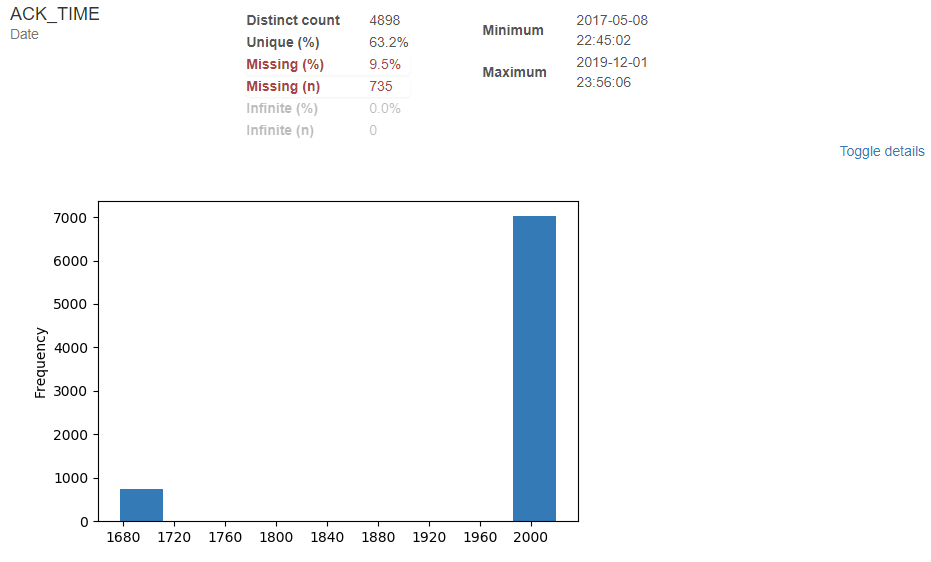 ACK_TIME
Date
Distinct count 4898
Unique (%) 63.2%
Missing (%) 9.5%
Missing (n) 735
Infinite (%) 0.0%
Infinite (n) 0
Minimum 2017-05-08
22:45:02
Maximum 2019-12-01
23:56:06
Toggle details
7000
6000
5000
4000
3000
2000
1000
0
Frequency
1680 1720 1760 1800 1840 1880 1920 1960 2000